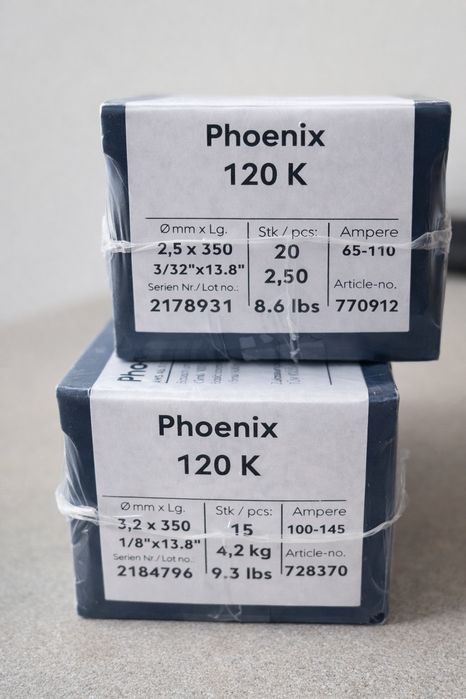 Phoenix
120 K
Ø mm x Lg.
2,5 x 350
3/32"x13.8"
Serien Nr./ Lot no.:
2178931
Stk / pcs:
20
2,50
8.6 lbs
Ampere
65-110
Article-no.
770912
Phoenix
120 K
Ø mm x Lg.
3,2 x 350
1/8"x13.8"
Serien Nr./ Lot no.:
2184796
Stk / pcs:
15
4,2 kg
9.3 lbs
Ampere
100-145
Article-no.
728370